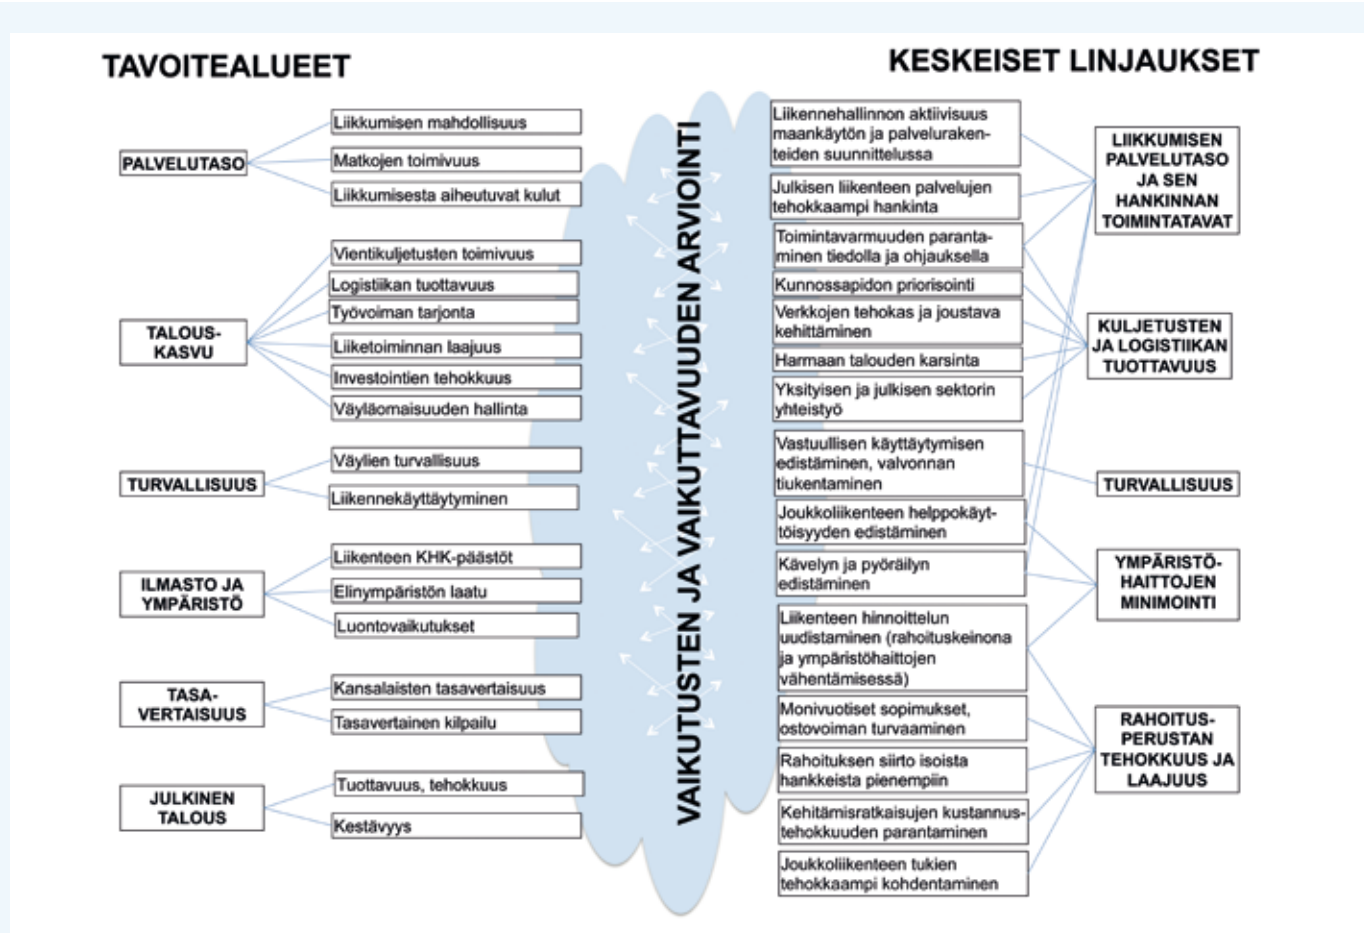 TAVOITEALUEET
KESKEISET LINJAUKSET
PALVELUTASO
Liikkumisen mahdollisuus
Matkojen toimivuus
Liikkumisesta aiheutuvat kulut
TALOUS-
KASVU
Vientikuljetusten toimivuus
Logistiikan tuottavuus
Työvoiman tarjonta
Liiketoiminnan laajuus
Investointien tehokkuus
Väyläomaisuuden hallinta
TURVALLISUUS
Väylien turvallisuus
Liikennekäyttäytyminen
ILMASTO JA
YMPÄRISTÖ
Liikenteen KHK-päästöt
Elinympäristön laatu
Luontovaikutukset
TASA-
VERTAISUUS
Kansalaisten tasavertaisuus
Tasavertainen kilpailu
JULKINEN
TALOUS
Tuottavuus, tehokkuus
Kestävyys
VAIKUTUSTEN JA VAIKUTTAVUUDEN ARVIOINTI
Liikennehallinnon aktiivisuus
maankäytön ja palveluraken-
teiden suunnittelussa
Julkisen liikenteen palvelujen
tehokkaampi hankinta
Toimintavarmuuden paranta-
minen tiedolla ja ohjauksella
Kunnossapidon priorisointi
Verkkojen tehokas ja joustava
kehittäminen
Harmaan talouden karsinta
Yksityisen ja julkisen sektorin
yhteistyö
Vastuullisen käyttäytymisen
edistäminen, valvonnan
tiukentaminen
Joukkoliikenteen helppokäyt-
töisyyden edistäminen
Kävelyn ja pyöräilyn
edistäminen
Liikenteen hinnoittelun
uudistaminen (rahoituskeinona
ja ympäristöhaittojen
vähentämisessä)
Monivuotiset sopimukset,
ostovoiman turvaaminen
Rahoituksen siirto isoista
hankkeista pienempiin
Kehitämisratkaisujen kustannus-
tehokkuuden parantaminen
Joukkoliikenteen tukien
tehokkaampi kohdentaminen
LIIKKUMISEN
PALVELUTASO
JA SEN
HANKINNAN
TOIMINTATAVAT
KULJETUSTEN
JA LOGISTIIKAN
TUOTTAVUUS
TURVALLISUUS
YMPÄRISTÖ-
HAITTOJEN
MINIMOINTI
RAHOITUS-
PERUSTAN
TEHOKKUUS JA
LAAJUUS